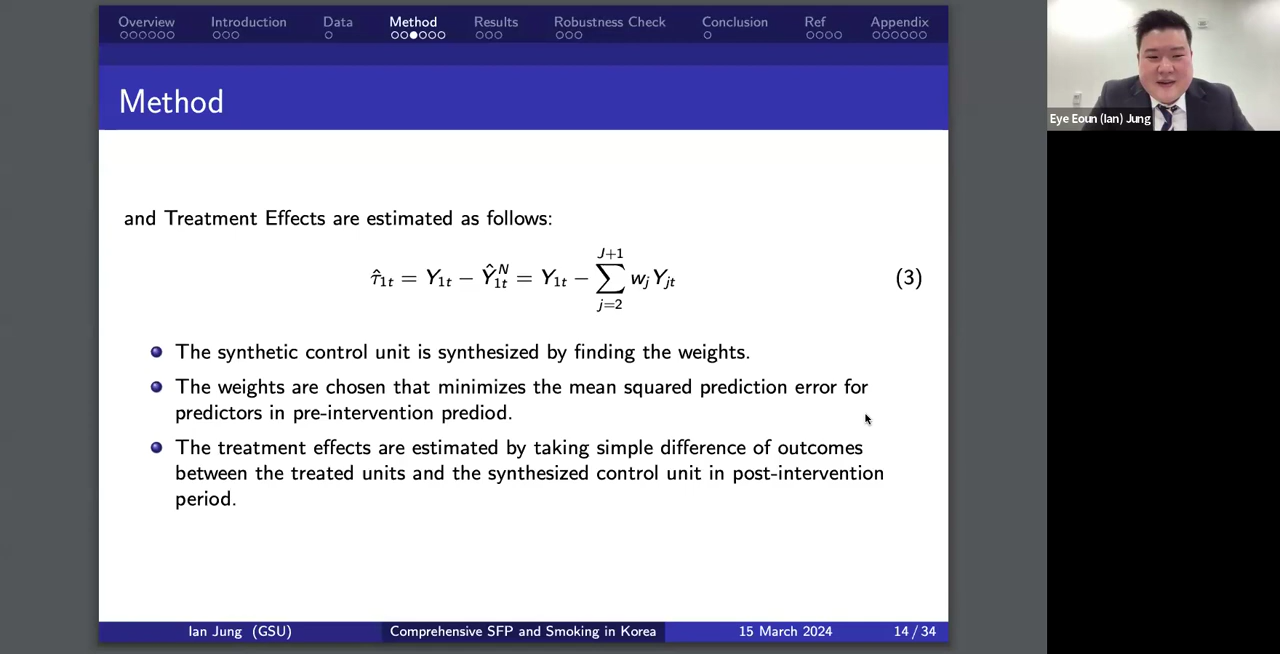 Overview Introduction Data Method Results Robustness Check Conclusion Ref Appendix
Method
and Treatment Effects are estimated as follows:
τ̂₁ₜ = Y₁ₜ − Ŷ₁ₜᴺ = Y₁ₜ − ∑_{j=2}^{J+1} wⱼYⱼₜ (3)
The synthetic control unit is synthesized by finding the weights.
The weights are chosen that minimizes the mean squared prediction error for
predictors in pre-intervention prediod.
The treatment effects are estimated by taking simple difference of outcomes
between the treated units and the synthesized control unit in post-intervention
period.
Ian Jung (GSU) Comprehensive SFP and Smoking in Korea 15 March 2024 14 / 34
Eye Eoun (Ian) Jung